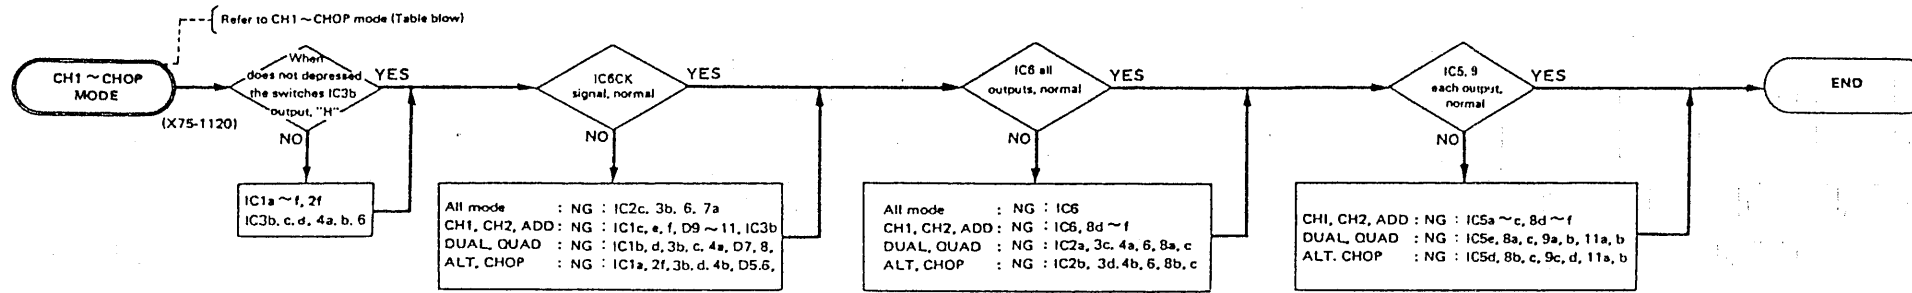 Refer to CH1~CHOP mode (Table blow)
CH1 ~ CHOP
MODE
(X75-1120)
When
does not depressed
the switches IC3b
output, "H"
YES
NO
IC1a ~ f, 2f
IC3b, c, d, 4a, b, 6
IC6CK
signal, normal
YES
NO
All mode : NG : IC2c, 3b, 6, 7a
CH1, CH2, ADD : NG : IC1c, e, f, D9 ~ 11, IC3b
DUAL, QUAD : NG : IC1b, d, 3b, c, 4a, D7, 8,
ALT, CHOP : NG : IC1a, 2f, 3b, d, 4b, D5,6,
IC6 all
outputs, normal
YES
NO
All mode : NG : IC6
CH1, CH2, ADD : NG : IC6, 8d ~ f
DUAL, QUAD : NG : IC2a, 3c, 4a, 6, 8a, c
ALT, CHOP : NG : IC2b, 3d, 4b, 6, 8b, c
IC5, 9
each output,
normal
YES
NO
CHI, CH2, ADD : NG : IC5a ~ c, 8d ~ f
DUAL, QUAD : NG : IC5e, 8a, c, 9a, b, 11a, b
ALT. CHOP : NG : IC5d, 8b, c, 9c, d, 11a, b
END